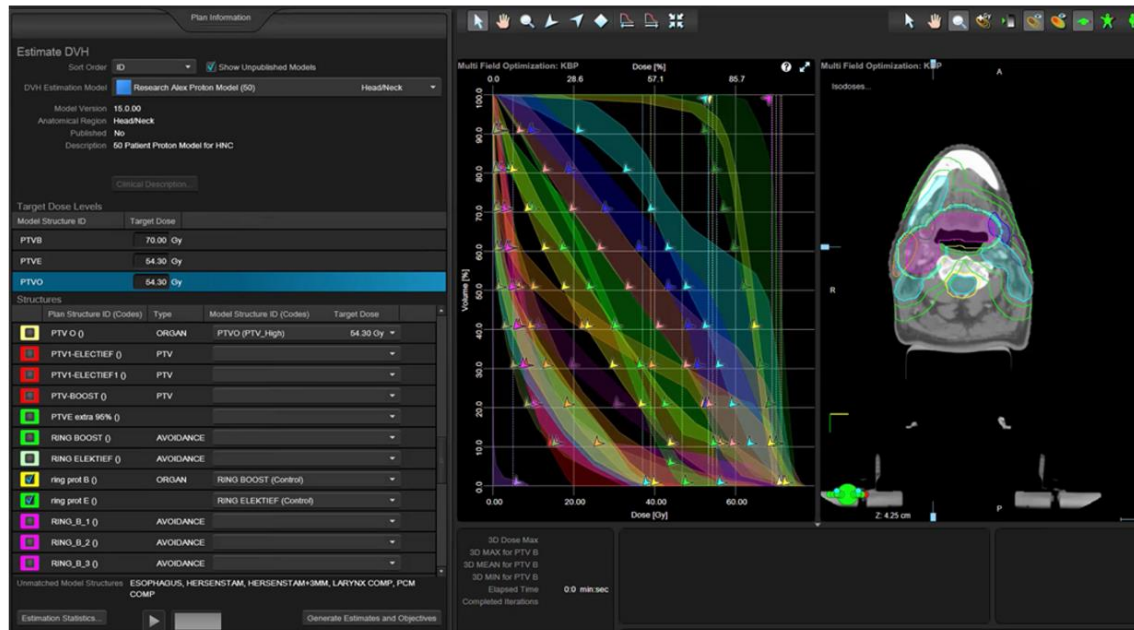 Plan Information
Estimate DVH
Sort Order ID Show Unpublished Models
DVH Estimation Model Research Alex Proton Model (50) Head/Neck
Model Version 15.0.00
Anatomical Region Head/Neck
Published No
Description 50 Patient Proton Model for HNC
Clinical Description...
Target Dose Levels
Model Structure ID Target Dose
PTVB 70.00 Gy
PTVE 54.30 Gy
PTVO 54.30 Gy
Structures
Plan Structure ID (Codes) Type Model Structure ID (Codes) Target Dose
PTV O () ORGAN PTVO (PTV_High) 54.30 Gy
PTV1-ELECTIEF () PTV
PTV1-ELECTIEF1 () PTV
PTV-BOOST () PTV
PTVE extra 95% ()
RING BOOST () AVOIDANCE
RING ELEKTIEF () AVOIDANCE
ring prot B () ORGAN RING BOOST (Control)
ring prot E () RING ELEKTIEF (Control)
RING_B_1 () AVOIDANCE
RING_B_2 () AVOIDANCE
RING_B_3 () AVOIDANCE
Unmatched Model Structures ESOPHAGUS, HERSENSTAM, HERSENSTAM+3MM, LARYNX COMP, PCM
COMP
Estimation Statistics... Generate Estimates and Objectives
Multi Field Optimization: KBP Dose [%]
0.0 28.6 57.1 85.7
100.0
90.0
80.0
70.0
60.0
50.0
40.0
30.0
20.0
10.0
0.0
Volume [%]
0.00 20.00 40.00 60.00
Dose [Gy]
3D Dose Max
3D MAX for PTV B
3D MEAN for PTV B
3D MIN for PTV B
Elapsed Time 0:0 min:sec
Completed Iterations
Multi Field Optimization: KBP
Isodoses...
A
R
P
Z: 4.25 cm